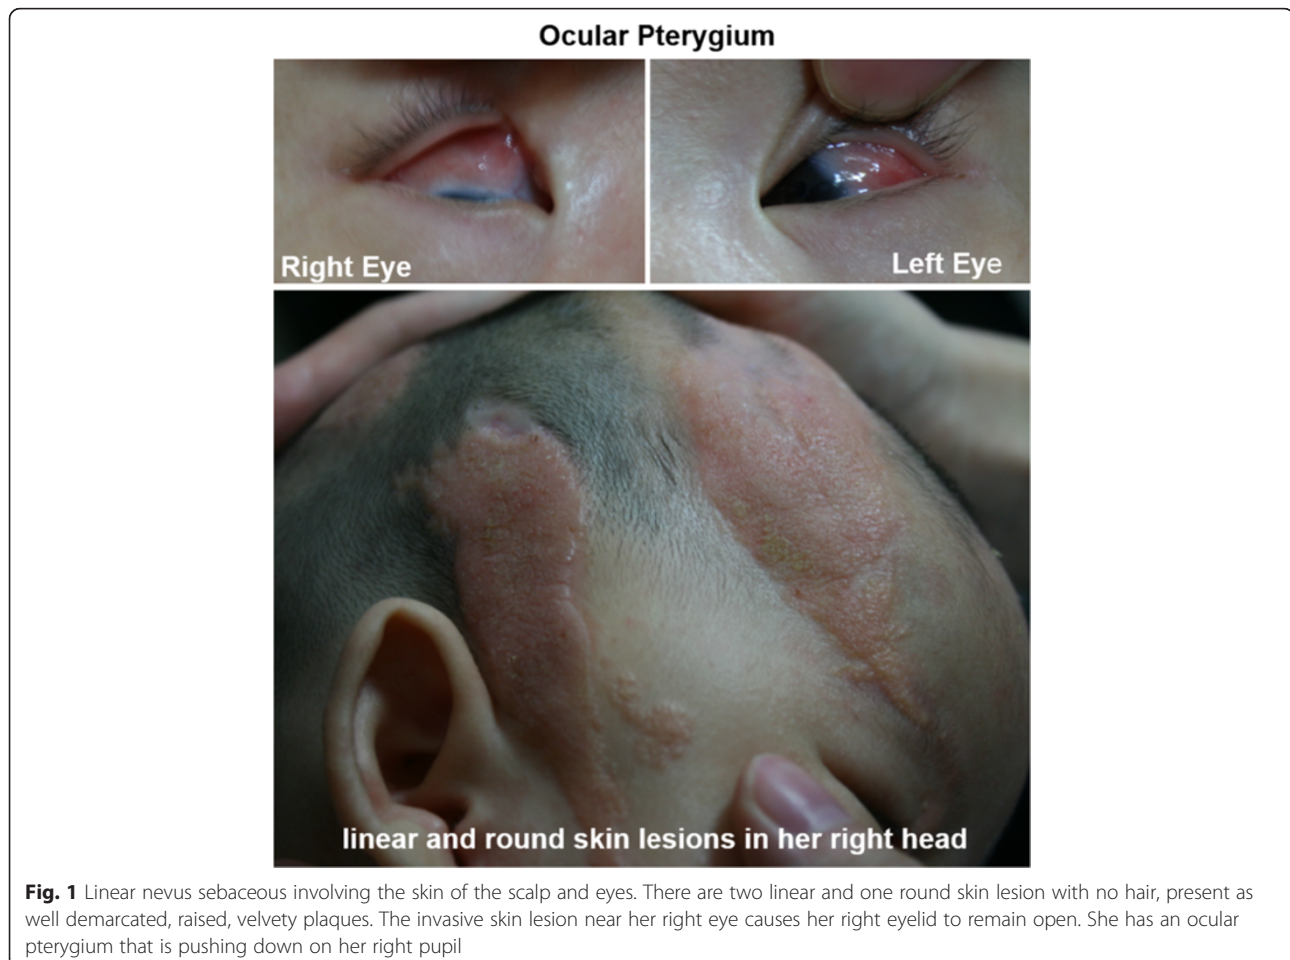 Ocular Pterygium
Right Eye
Left Eye
linear and round skin lesions in her right head
Fig. 1 Linear nevus sebaceous involving the skin of the scalp and eyes. There are two linear and one round skin lesion with no hair, present as
well demarcated, raised, velvety plaques. The invasive skin lesion near her right eye causes her right eyelid to remain open. She has an ocular
pterygium that is pushing down on her right pupil